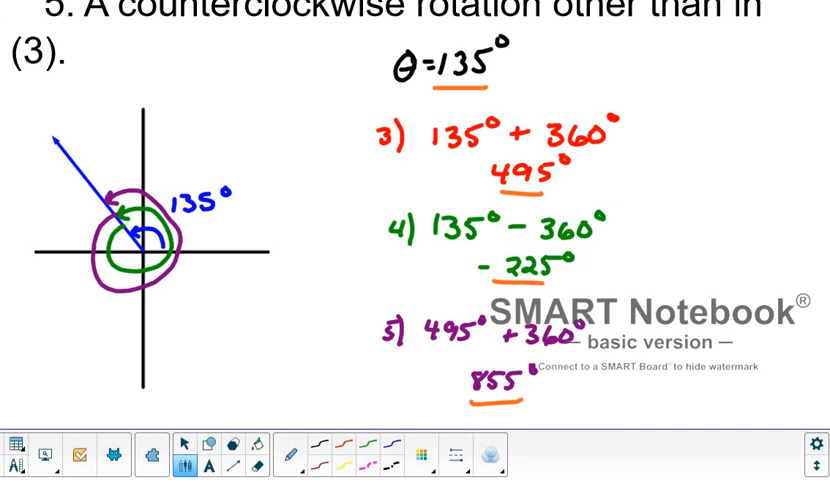 5. A counterclockwise rotation other than in
(3).
θ=135°
3) 135° + 360°
495°
135°
4) 135° - 360°
- 225°
SMART Notebook®
basic version
5) 495° + 360°
Connect to a SMART Board® to hide watermark
855°